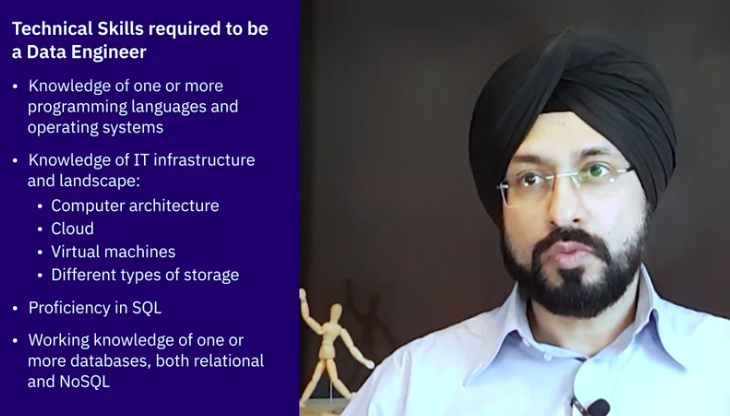 Technical Skills required to be
a Data Engineer
• Knowledge of one or more
programming languages and
operating systems
• Knowledge of IT infrastructure
and landscape:
• Computer architecture
• Cloud
• Virtual machines
• Different types of storage
• Proficiency in SQL
• Working knowledge of one or
more databases, both relational
and NoSQL